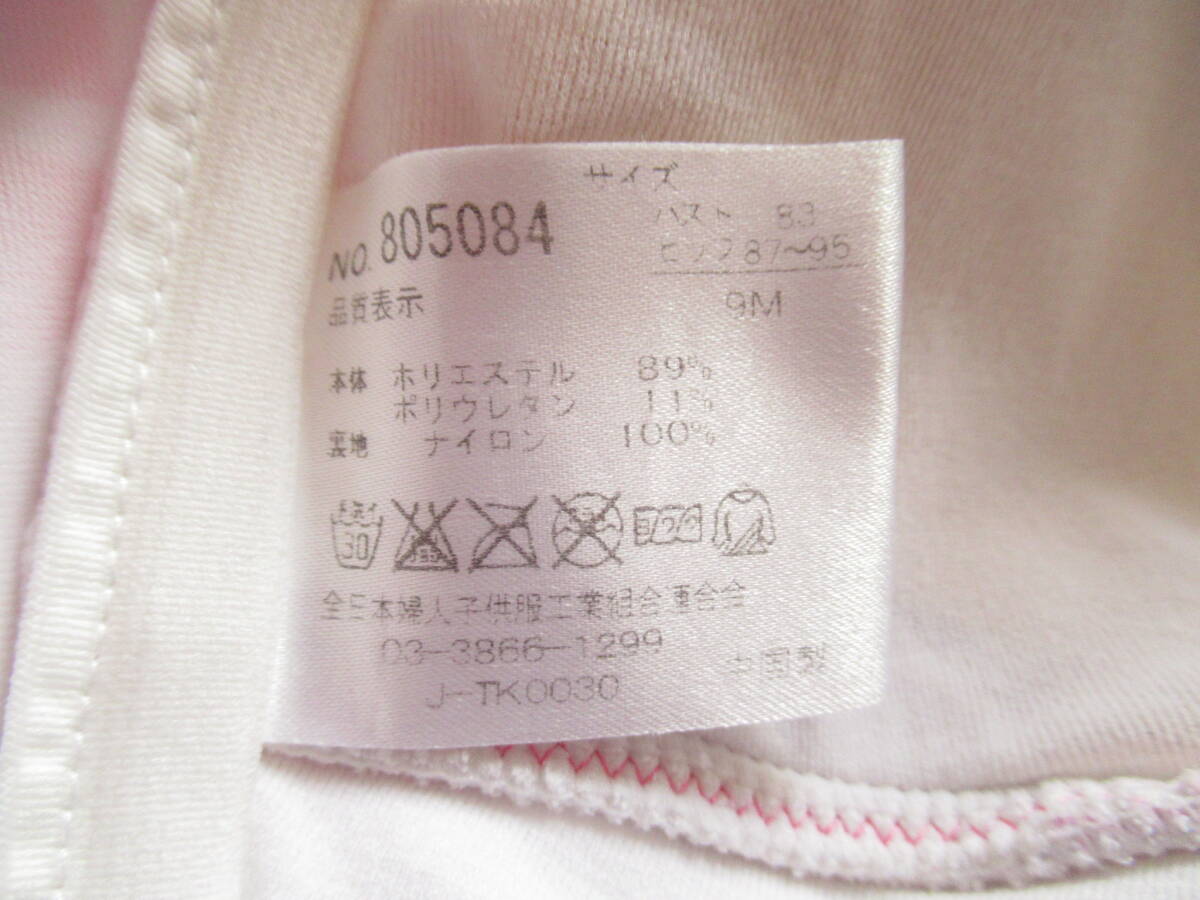 サイズ
バスト 83
ヒップ87〜95
9M
NO. 805084
品質表示
本体 ポリエステル 89%
ポリウレタン 11%
裏地 ナイロン 100%
30
全日本婦人子供服工業組合連合会
03-3866-1299
J-TK0030
中国製